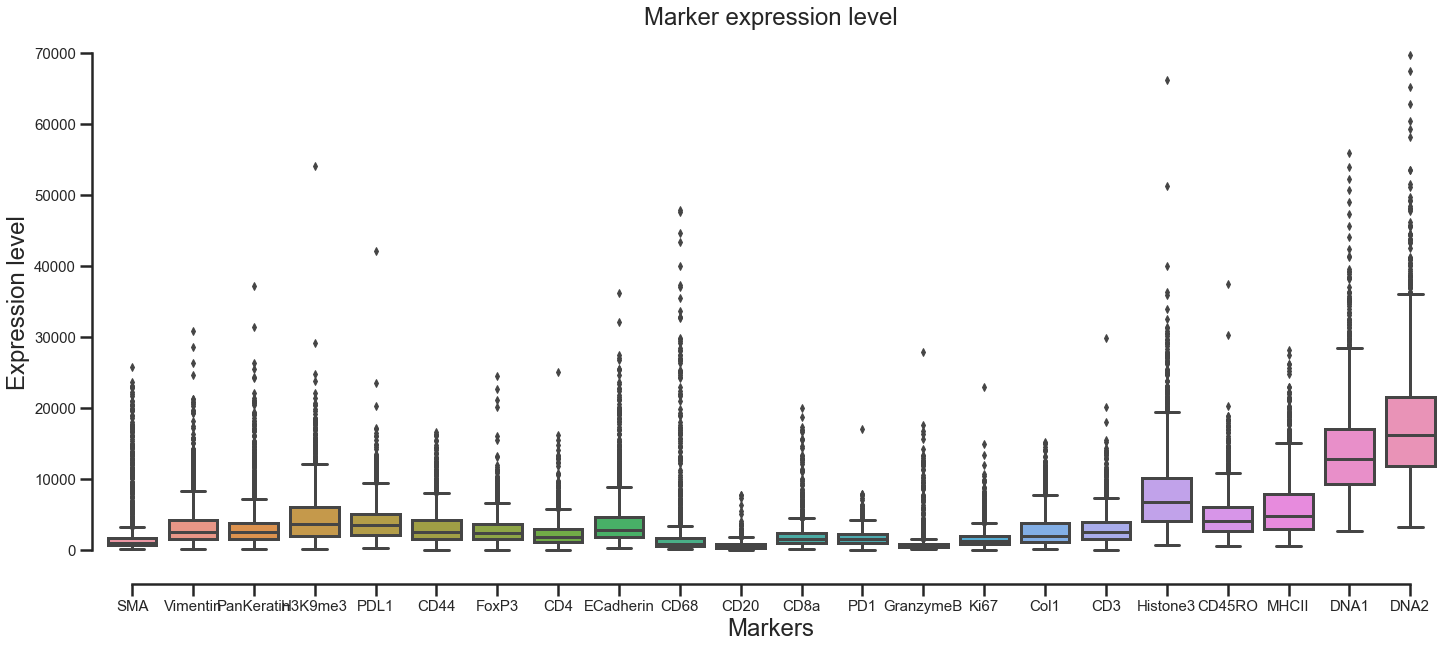 Marker expression level
70000
60000
50000
40000
30000
20000
10000
0
Expression level
SMA Vimentin PanKeratin H3K9me3 PDL1 CD44 FoxP3 CD4 ECadherin CD68 CD20 CD8a PD1 GranzymeB Ki67 Col1 CD3 Histone3 CD45RO MHCII DNA1 DNA2
Markers